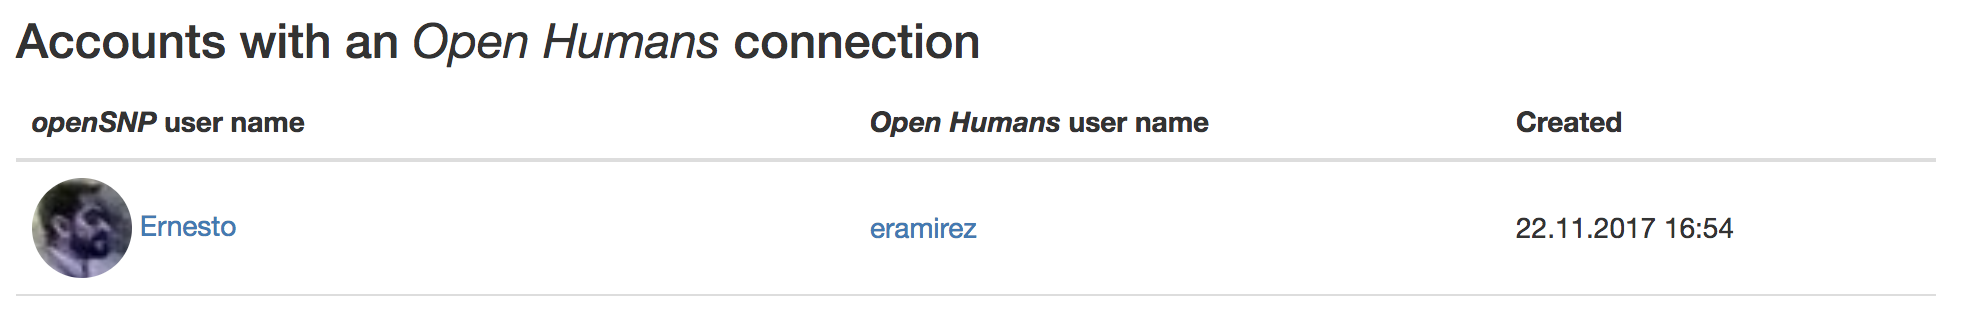 Accounts with an Open Humans connection
openSNP user name Open Humans user name Created
Ernesto eramirez 22.11.2017 16:54